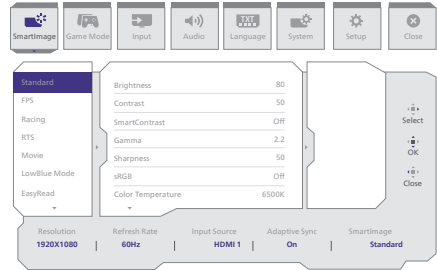 SmartImage
Game Mode
Input
Audio
TXT
Language
System
Setup
Close
Standard
FPS
Racing
RTS
Movie
LowBlue Mode
EasyRead
Brightness 80
Contrast 50
SmartContrast Off
Gamma 2.2
Sharpness 50
sRGB Off
Color Temperature 6500K
Select
OK
Close
Resolution Refresh Rate Input Source Adaptive Sync SmartImage
1920X1080 | 60Hz | HDMI 1 | On | Standard